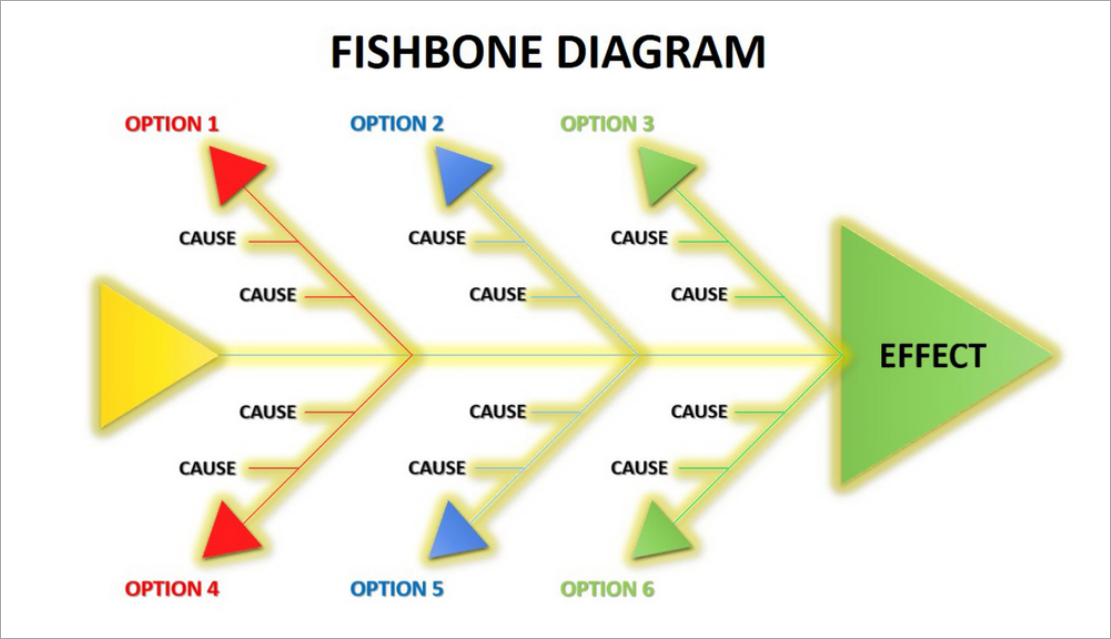 FISHBONE DIAGRAM
OPTION 1
OPTION 2
OPTION 3
CAUSE
CAUSE
CAUSE
CAUSE
CAUSE
CAUSE
EFFECT
CAUSE
CAUSE
CAUSE
CAUSE
CAUSE
CAUSE
OPTION 4
OPTION 5
OPTION 6